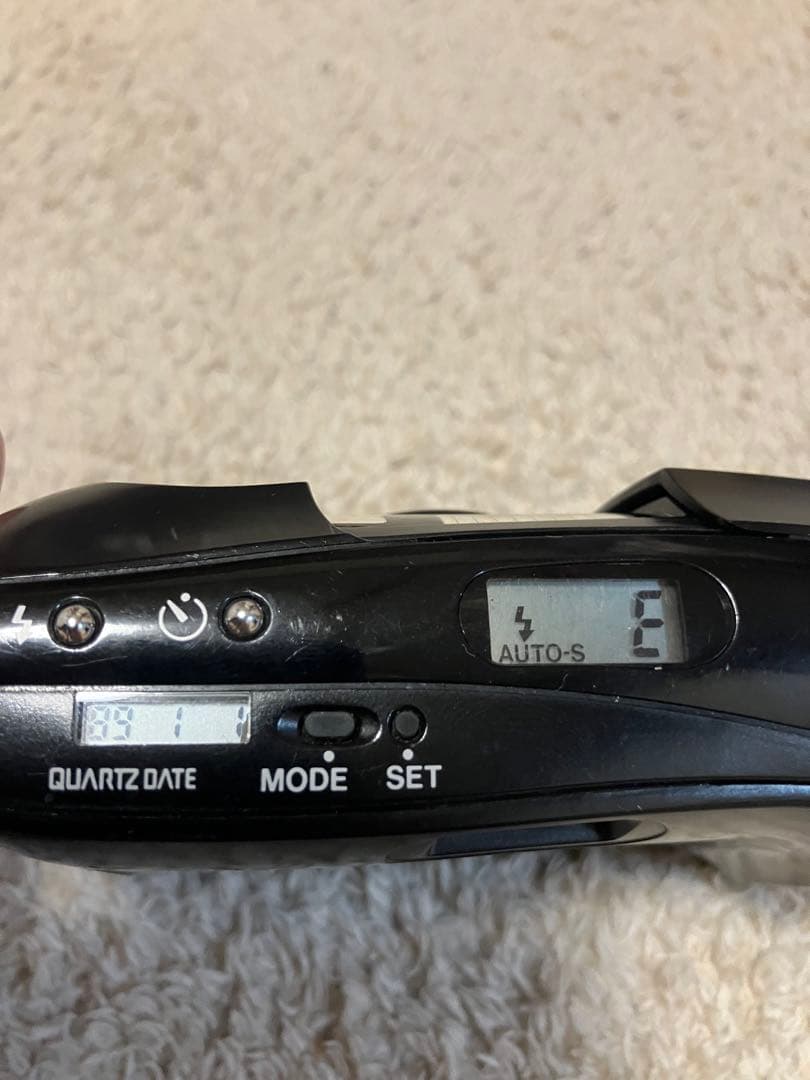 AUTO-S E
89 1 1
QUARTZ DATE MODE SET